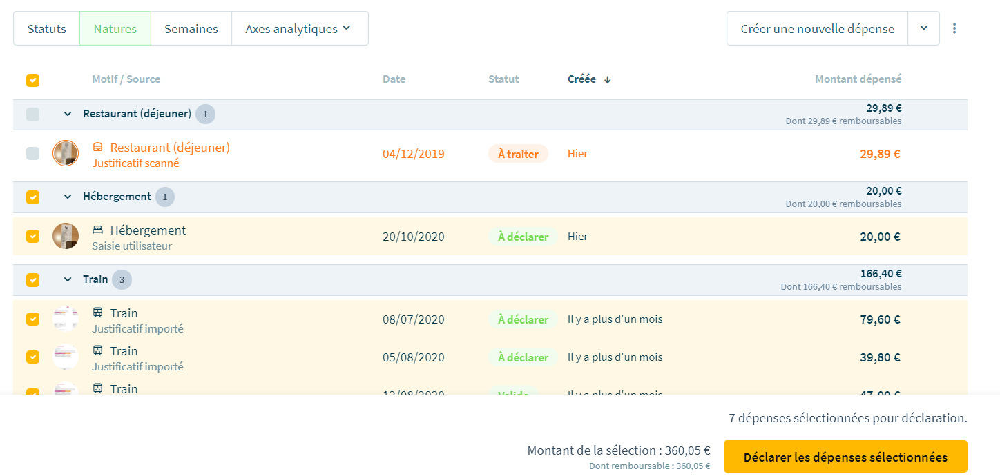 Statuts Natures Semaines Axes analytiques Créer une nouvelle dépense
Motif / Source Date Statut Créée Montant dépensé
Restaurant (déjeuner) 1 29,89 €
Dont 29,89 € remboursables
Restaurant (déjeuner) 04/12/2019 À traiter Hier 29,89 €
Justificatif scanné
Hébergement 1 20,00 €
Dont 20,00 € remboursables
Hébergement 20/10/2020 À déclarer Hier 20,00 €
Saisie utilisateur
Train 3 166,40 €
Dont 166,40 € remboursables
Train 08/07/2020 À déclarer Il y a plus d'un mois 79,60 €
Justificatif importé
Train 05/08/2020 À déclarer Il y a plus d'un mois 39,80 €
Justificatif importé
Train Il y a plus d'un mois
7 dépenses sélectionnées pour déclaration.
Montant de la sélection : 360,05 € Déclarer les dépenses sélectionnées
Dont remboursable : 360,05 €